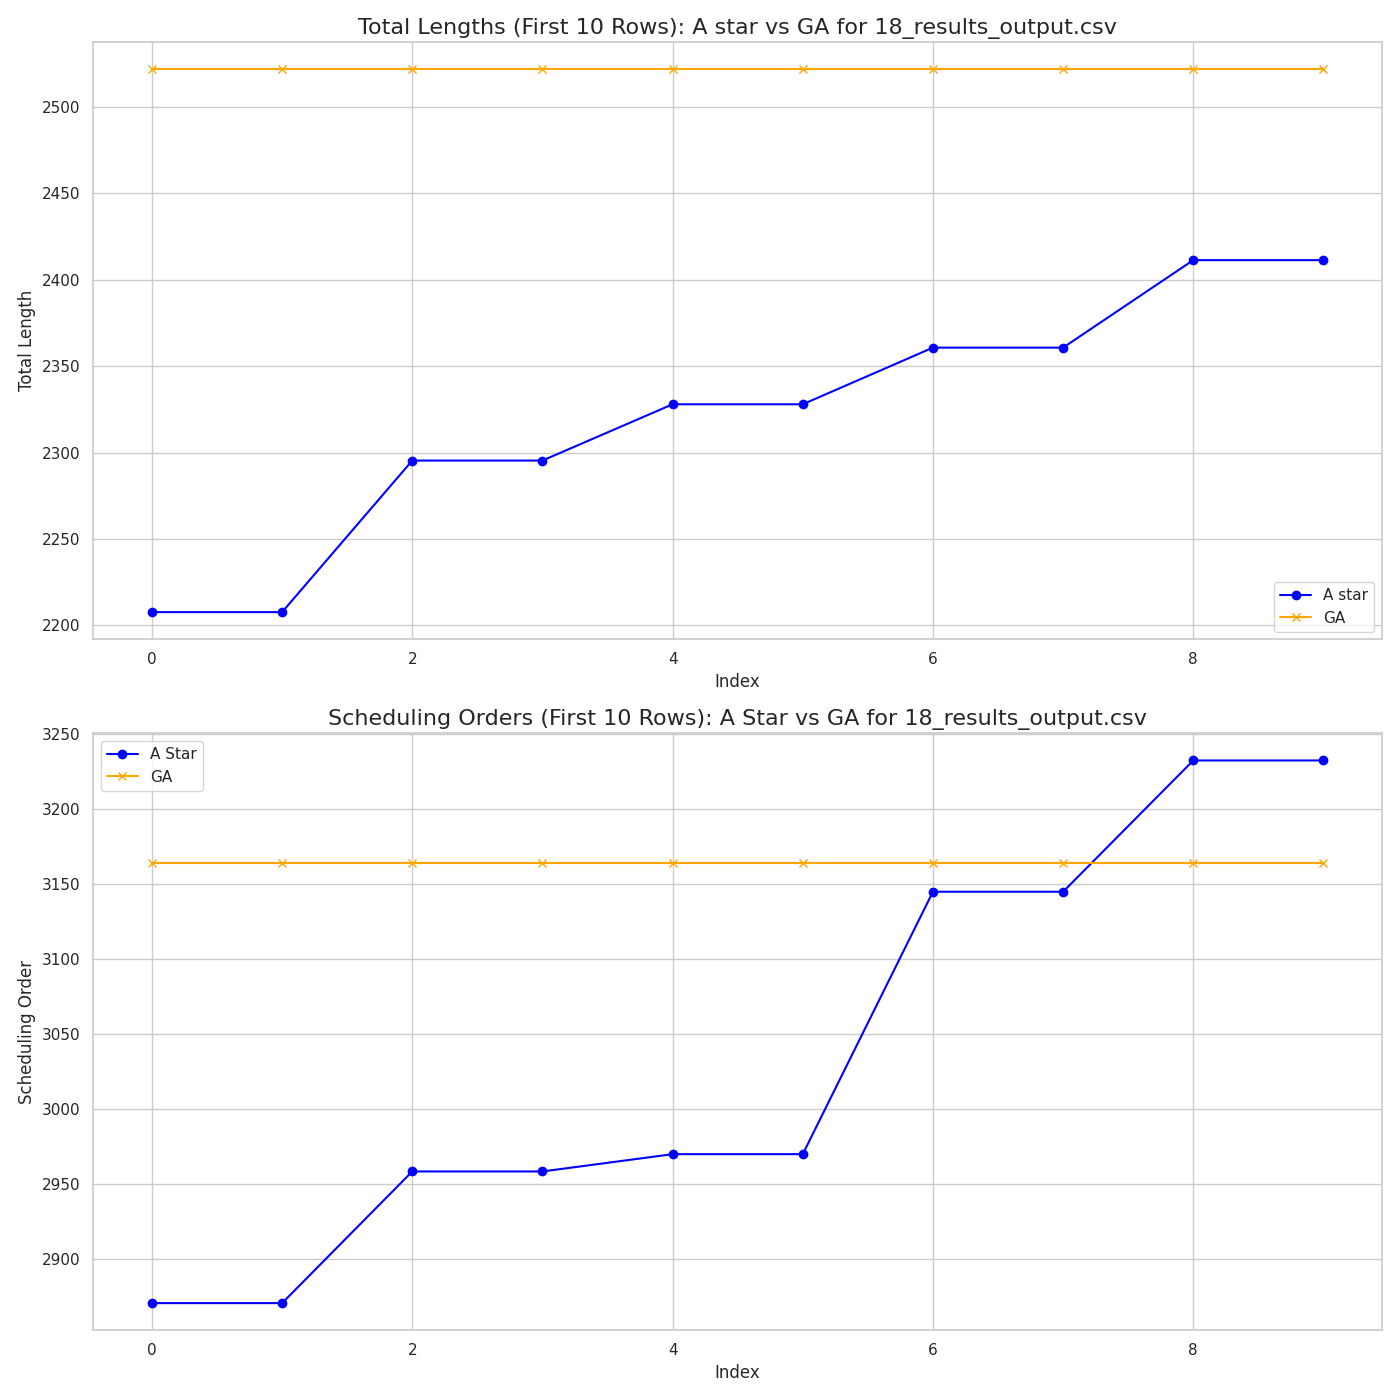 Total Lengths (First 10 Rows): A star vs GA for 18_results_output.csv
2500
2450
2400
2350
2300
2250
2200
Total Length
A star
GA
0 2 4 6 8
Index
Scheduling Orders (First 10 Rows): A Star vs GA for 18_results_output.csv
A Star
GA
3250
3200
3150
3100
3050
3000
2950
2900
Scheduling Order
0 2 4 6 8
Index